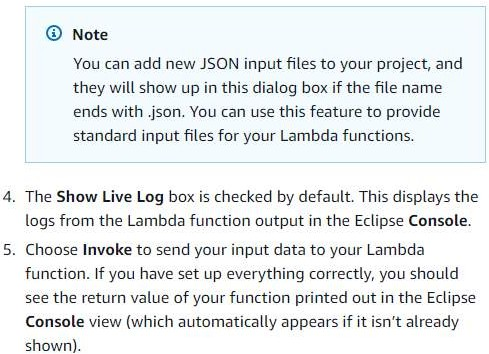 Note
You can add new JSON input files to your project, and
they will show up in this dialog box if the file name
ends with .json. You can use this feature to provide
standard input files for your Lambda functions.
4. The Show Live Log box is checked by default. This displays the
logs from the Lambda function output in the Eclipse Console.
5. Choose Invoke to send your input data to your Lambda
function. If you have set up everything correctly, you should
see the return value of your function printed out in the Eclipse
Console view (which automatically appears if it isn't already
shown).